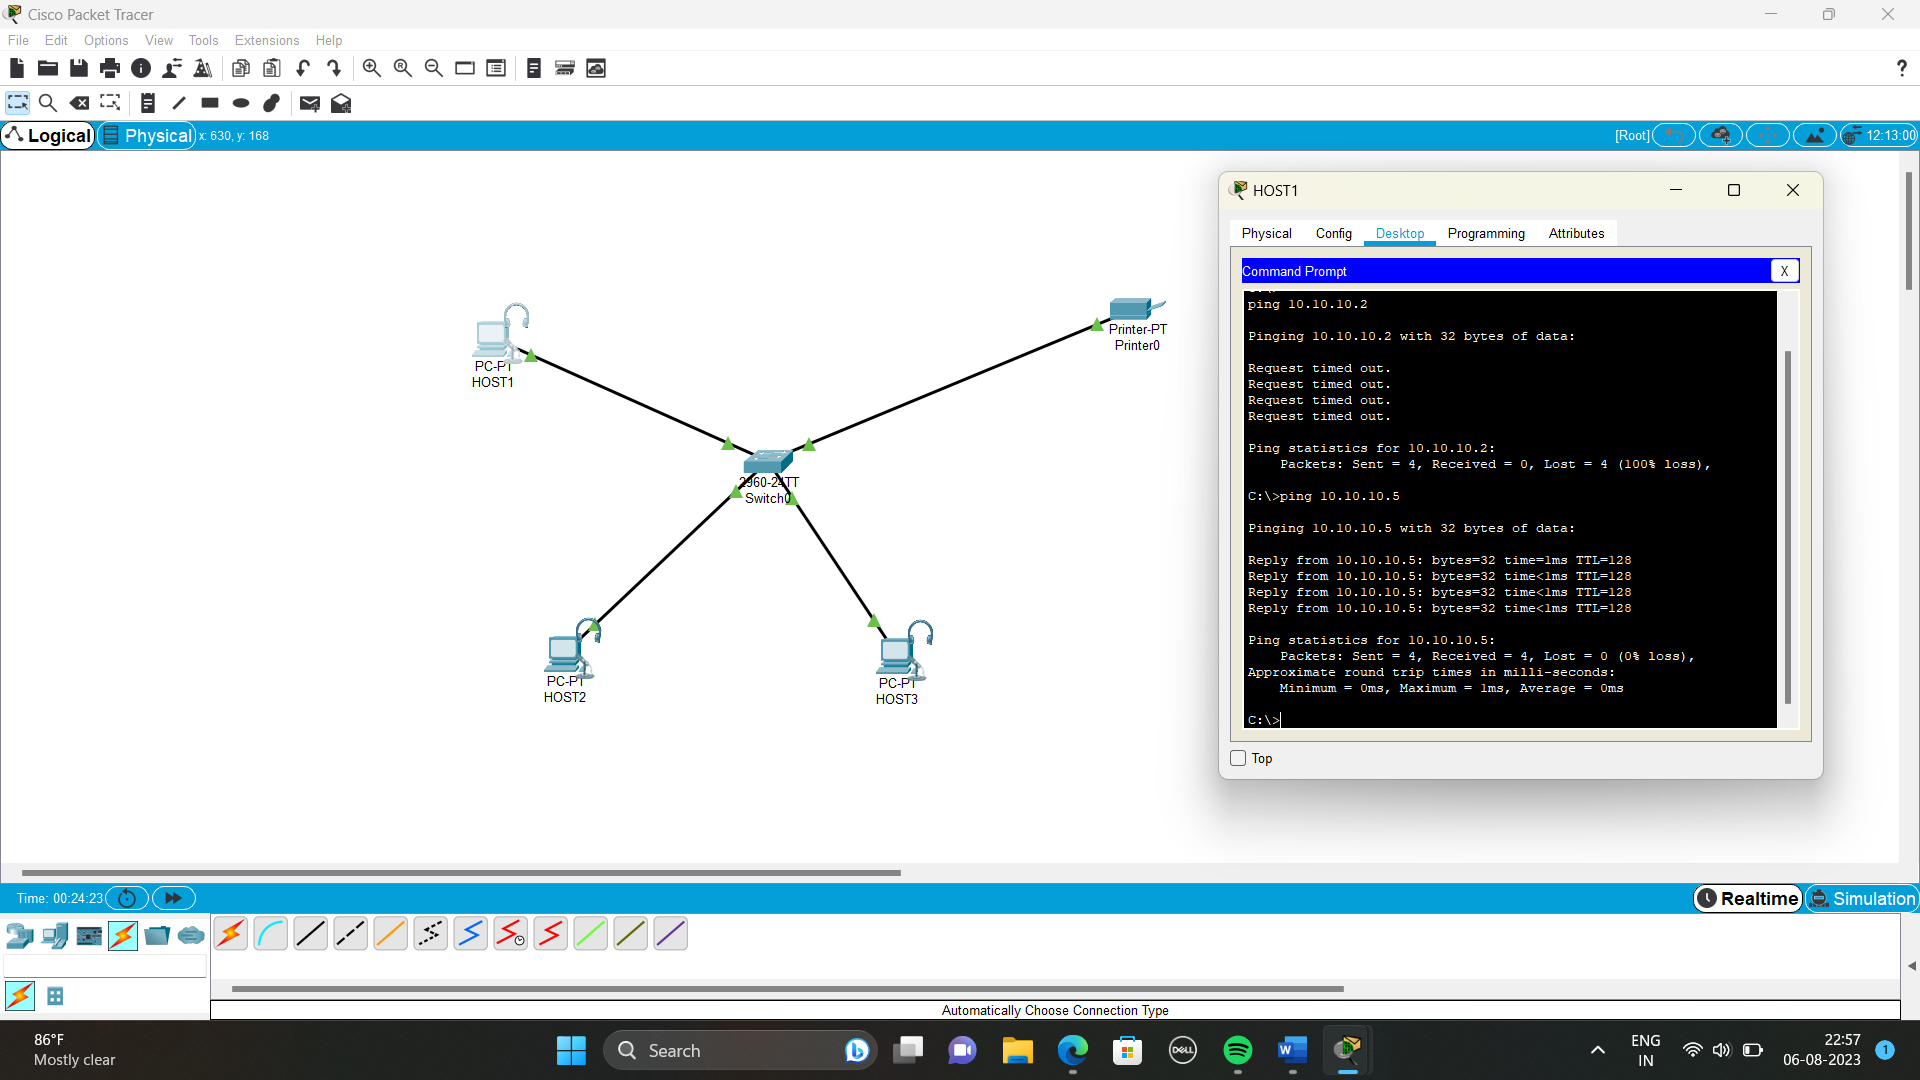 Cisco Packet Tracer
File Edit Options View Tools Extensions Help
?
Logical Physical x: 630, y: 168 [Root] 12:13:00
PC-PT
HOST1
Printer-PT
Printer0
2960-24TT
Switch0
PC-PT
HOST2
PC-PT
HOST3
HOST1
Physical Config Desktop Programming Attributes
Command Prompt X
ping 10.10.10.2
Pinging 10.10.10.2 with 32 bytes of data:
Request timed out.
Request timed out.
Request timed out.
Request timed out.
Ping statistics for 10.10.10.2:
Packets: Sent = 4, Received = 0, Lost = 4 (100% loss),
C:\>ping 10.10.10.5
Pinging 10.10.10.5 with 32 bytes of data:
Reply from 10.10.10.5: bytes=32 time=1ms TTL=128
Reply from 10.10.10.5: bytes=32 time<1ms TTL=128
Reply from 10.10.10.5: bytes=32 time<1ms TTL=128
Reply from 10.10.10.5: bytes=32 time<1ms TTL=128
Ping statistics for 10.10.10.5:
Packets: Sent = 4, Received = 4, Lost = 0 (0% loss),
Approximate round trip times in milli-seconds:
Minimum = 0ms, Maximum = 1ms, Average = 0ms
C:\>
Top
Time: 00:24:23 Realtime Simulation
Automatically Choose Connection Type
86°F
Mostly clear
Search
DELL
W
ENG
IN
22:57
06-08-2023
1